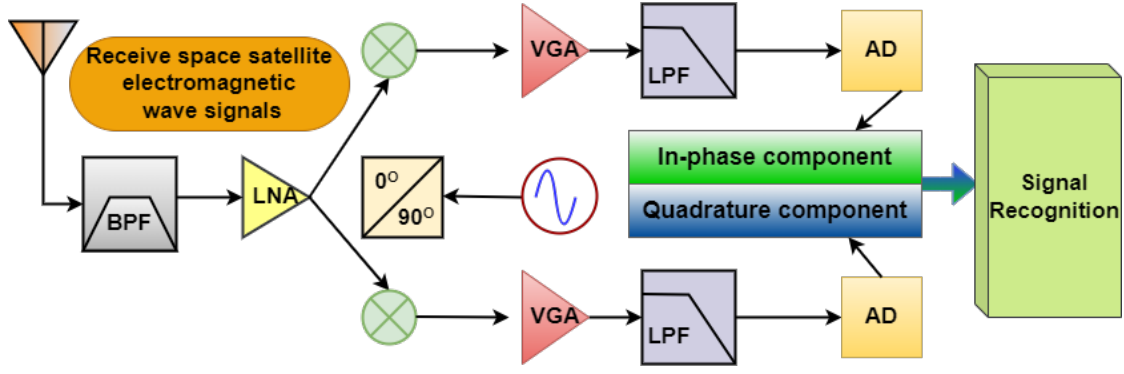 Receive space satellite
electromagnetic
wave signals
BPF
LNA
0O
90O
VGA
LPF
AD
In-phase component
Quadrature component
VGA
LPF
AD
Signal
Recognition